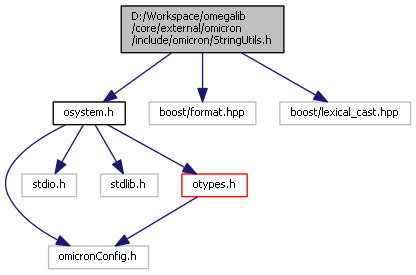 D:/Workspace/omegalib
/core/external/omicron
/include/omicron/StringUtils.h
osystem.h
boost/format.hpp
boost/lexical_cast.hpp
stdio.h
stdlib.h
otypes.h
omicronConfig.h